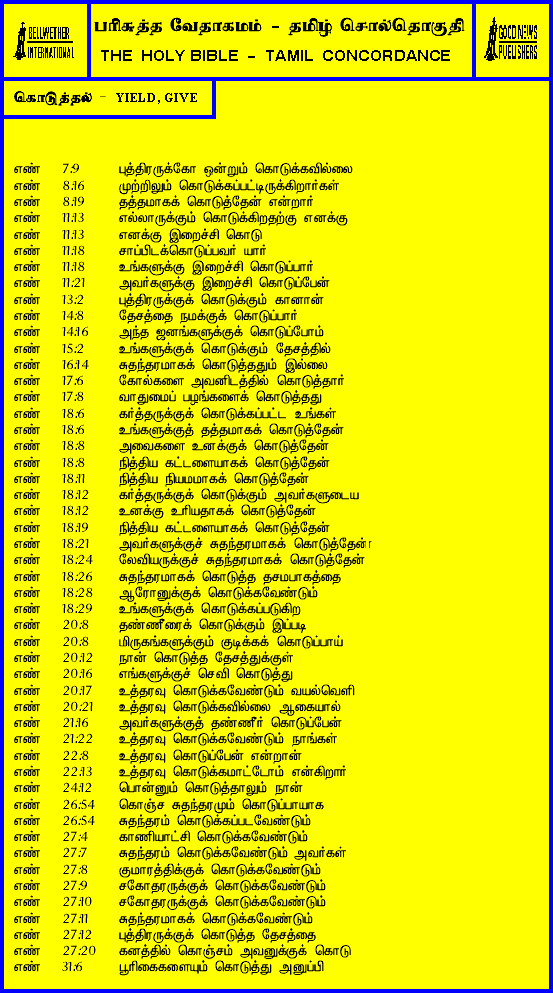 BELLWETHER
INTERNATIONAL
பரிசுத்த வேதாகமம் - தமிழ் சொல்தொகுதி
THE HOLY BIBLE - TAMIL CONCORDANCE
GOOD NEWS
PUBLISHERS
கொடுத்தல் - YIELD, GIVE
எண் 7:9 புத்திரருக்கோ ஒன்றும் கொடுக்கவில்லை
எண் 8:16 முற்றிலும் கொடுக்கப்பட்டிருக்கிறார்கள்
எண் 8:19 தத்தமாகக் கொடுத்தேன் என்றார்
எண் 11:13 எல்லாருக்கும் கொடுக்கிறதற்கு எனக்கு
எண் 11:13 எனக்கு இறைச்சி கொடு
எண் 11:18 சாப்பிடக்கொடுப்பவர் யார்
எண் 11:18 உங்களுக்கு இறைச்சி கொடுப்பார்
எண் 11:21 அவர்களுக்கு இறைச்சி கொடுப்பேன்
எண் 13:2 புத்திரருக்குக் கொடுக்கும் கானான்
எண் 14:8 தேசத்தை நமக்குக் கொடுப்பார்
எண் 14:16 அந்த ஜனங்களுக்குக் கொடுப்போம்
எண் 15:2 உங்களுக்குக் கொடுக்கும் தேசத்தில்
எண் 16:14 சுதந்தரமாகக் கொடுத்ததும் இல்லை
எண் 17:6 கோல்களை அவனிடத்தில் கொடுத்தார்
எண் 17:8 வாதுமைப் பழங்களைக் கொடுத்தது
எண் 18:6 கர்த்தருக்குக் கொடுக்கப்பட்ட உங்கள்
எண் 18:6 உங்களுக்குத் தத்தமாகக் கொடுத்தேன்
எண் 18:8 அவைகளை உனக்குக் கொடுத்தேன்
எண் 18:8 நித்திய கட்டளையாகக் கொடுத்தேன்
எண் 18:11 நித்திய நியமமாகக் கொடுத்தேன்
எண் 18:12 கர்த்தருக்குக் கொடுக்கும் அவர்களுடைய
எண் 18:12 உனக்கு உரியதாகக் கொடுத்தேன்
எண் 18:19 நித்திய கட்டளையாகக் கொடுத்தேன்
எண் 18:21 அவர்களுக்குச் சுதந்தரமாகக் கொடுத்தேன்
எண் 18:24 லேவியருக்குச் சுதந்தரமாகக் கொடுத்தேன்
எண் 18:26 சுதந்தரமாகக் கொடுத்த தசமபாகத்தை
எண் 18:28 ஆரோனுக்குக் கொடுக்கவேண்டும்
எண் 18:29 உங்களுக்குக் கொடுக்கப்படுகிற
எண் 20:8 தண்ணீரைக் கொடுக்கும் இப்படி
எண் 20:8 மிருகங்களுக்கும் குடிக்கக் கொடுப்பாய்
எண் 20:12 நான் கொடுத்த தேசத்துக்குள்
எண் 20:16 எங்களுக்குச் செவி கொடுத்து
எண் 20:17 உத்தரவு கொடுக்கவேண்டும் வயல்வெளி
எண் 20:21 உத்தரவு கொடுக்கவில்லை ஆகையால்
எண் 21:16 அவர்களுக்குத் தண்ணீர் கொடுப்பேன்
எண் 21:22 உத்தரவு கொடுக்கவேண்டும் நாங்கள்
எண் 22:8 உத்தரவு கொடுப்பேன் என்றான்
எண் 22:13 உத்தரவு கொடுக்கமாட்டோம் என்கிறார்
எண் 24:12 பொன்னும் கொடுத்தாலும் நான்
எண் 26:54 கொஞ்ச சுதந்தரமும் கொடுப்பாயாக
எண் 26:54 சுதந்தரம் கொடுக்கப்படவேண்டும்
எண் 27:4 காணியாட்சி கொடுக்கவேண்டும்
எண் 27:7 சுதந்தரம் கொடுக்கவேண்டும் அவர்கள்
எண் 27:8 குமாரத்திக்குக் கொடுக்கவேண்டும்
எண் 27:9 சகோதரருக்குக் கொடுக்கவேண்டும்
எண் 27:10 சகோதரருக்குக் கொடுக்கவேண்டும்
எண் 27:11 சுதந்தரமாகக் கொடுக்கவேண்டும்
எண் 27:12 புத்திரருக்குக் கொடுத்த தேசத்தை
எண் 27:20 கனத்தில் கொஞ்சம் அவனுக்குக் கொடு
எண் 31:6 பூரிகைகளையும் கொடுத்து அனுப்பி